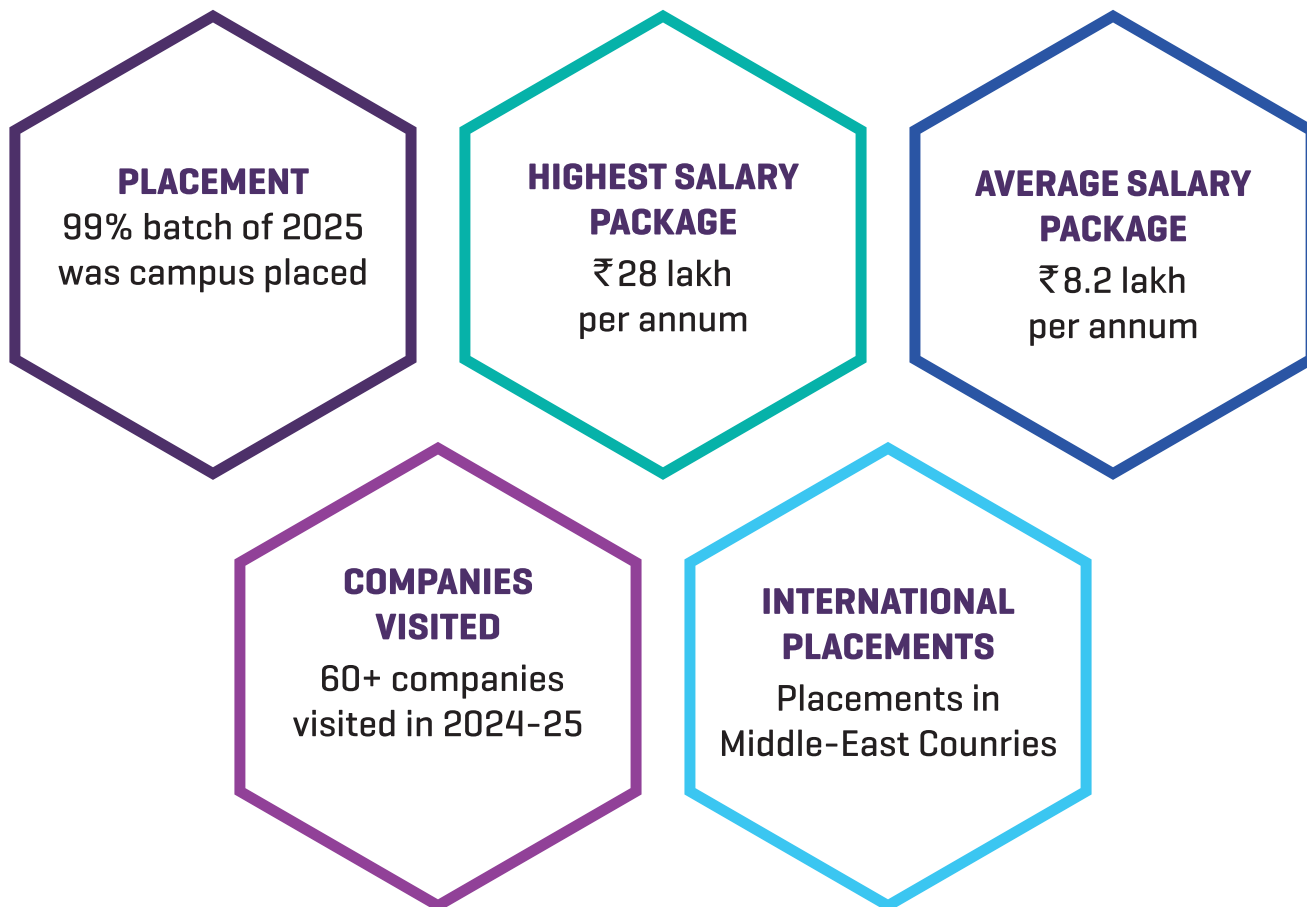 PLACEMENT
99% batch of 2025
was campus placed
HIGHEST SALARY
PACKAGE
₹28 lakh
per annum
AVERAGE SALARY
PACKAGE
₹8.2 lakh
per annum
COMPANIES
VISITED
60+ companies
visited in 2024-25
INTERNATIONAL
PLACEMENTS
Placements in
Middle-East Counries